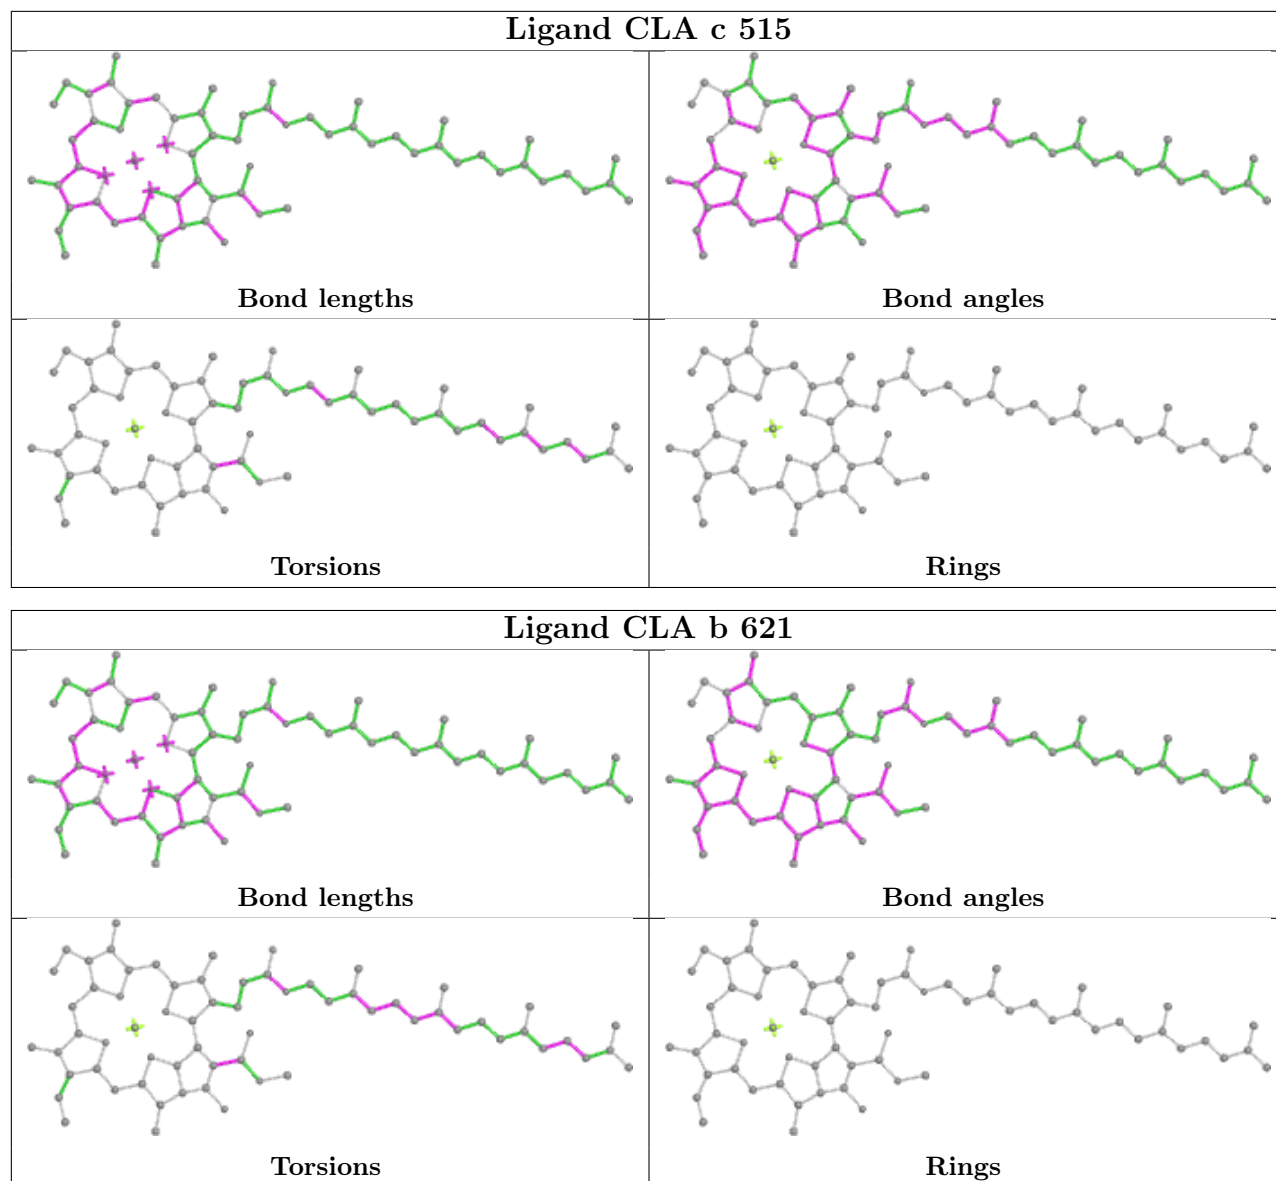 Ligand CLA c 515
Bond lengths
Bond angles
Torsions
Rings
Ligand CLA b 621
Bond lengths
Bond angles
Torsions
Rings